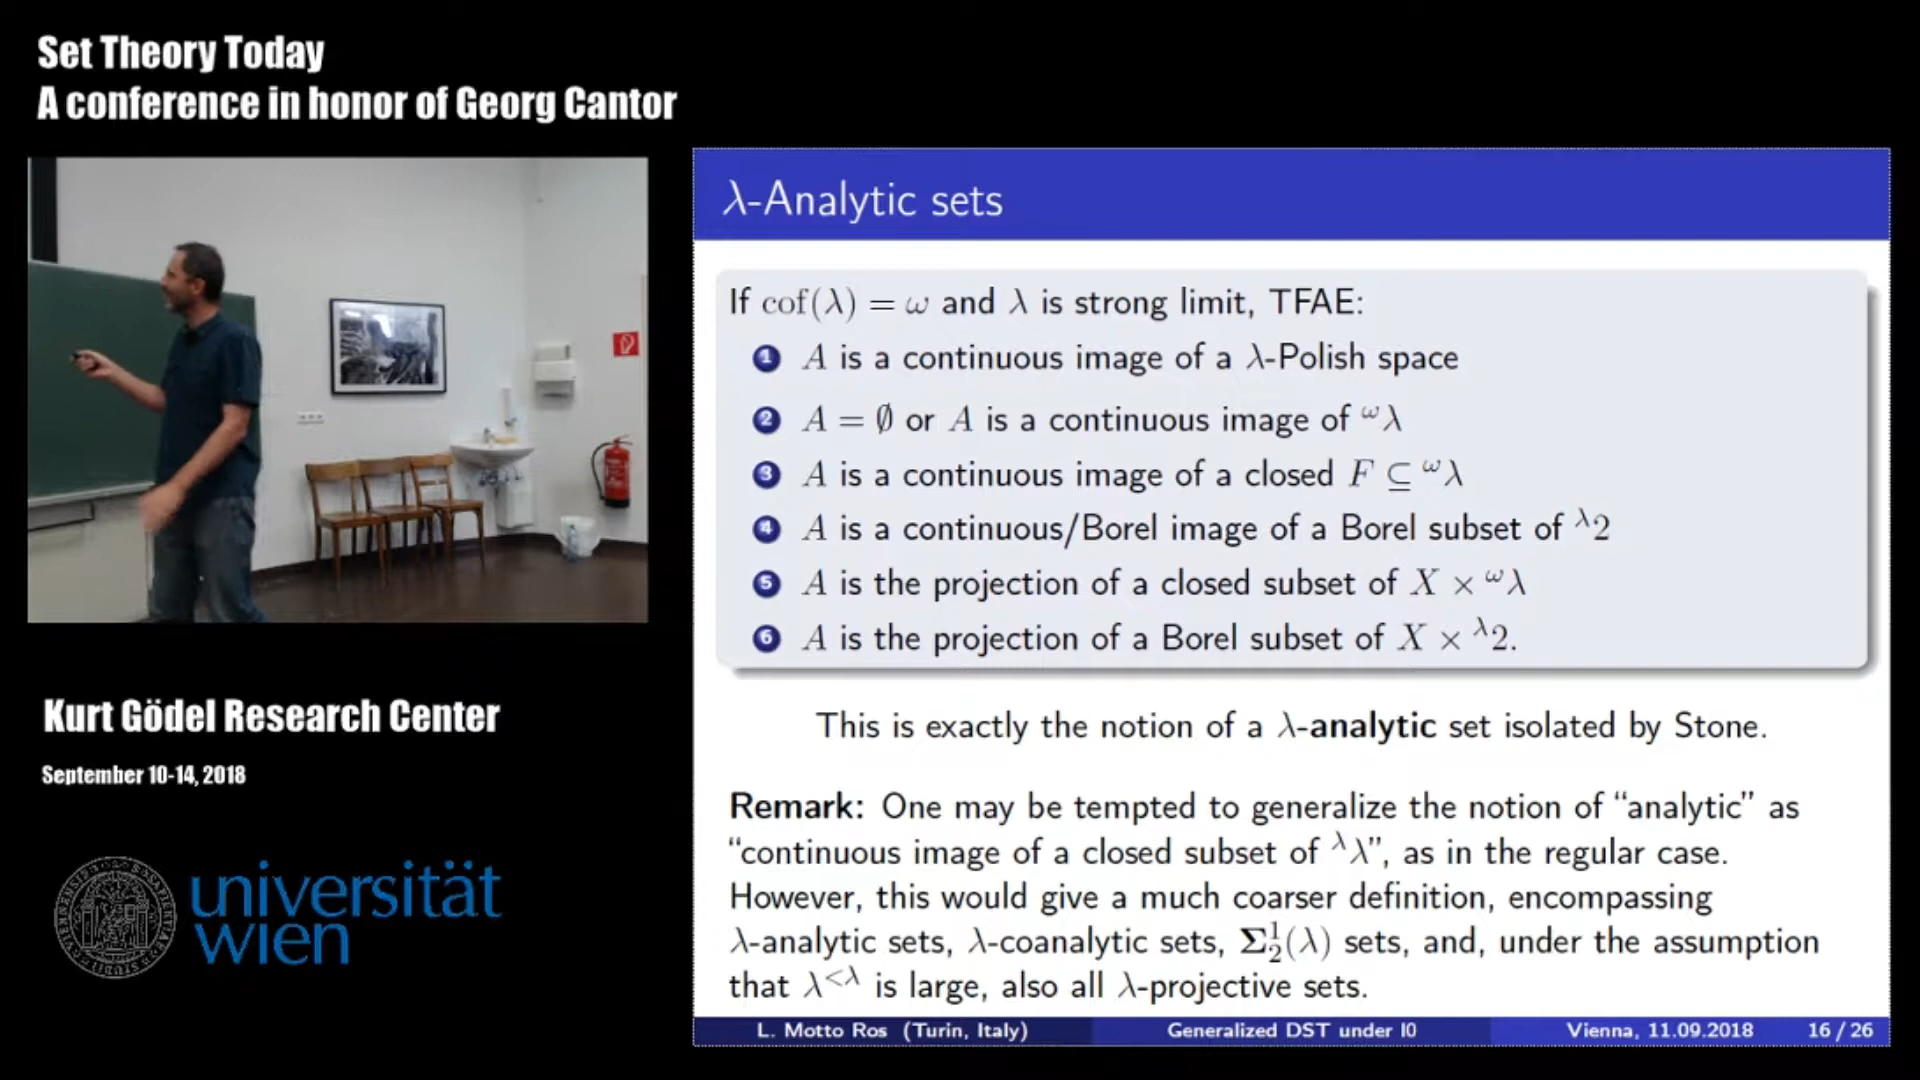 Set Theory Today
A conference in honor of Georg Cantor
λ-Analytic sets
If cof(λ) = ω and λ is strong limit, TFAE:
1 A is a continuous image of a λ-Polish space
2 A = ∅ or A is a continuous image of ^ωλ
3 A is a continuous image of a closed F ⊆ ^ωλ
4 A is a continuous/Borel image of a Borel subset of ^λ2
5 A is the projection of a closed subset of X × ^ωλ
6 A is the projection of a Borel subset of X × ^λ2.
This is exactly the notion of a λ-analytic set isolated by Stone.
Remark: One may be tempted to generalize the notion of “analytic” as
“continuous image of a closed subset of ^λλ”, as in the regular case.
However, this would give a much coarser definition, encompassing
λ-analytic sets, λ-coanalytic sets, Σ^1_2(λ) sets, and, under the assumption
that λ^{<λ} is large, also all λ-projective sets.
L. Motto Ros (Turin, Italy) Generalized DST under I0 Vienna, 11.09.2018 16 / 26
Kurt Gödel Research Center
September 10-14, 2018
universität
wien